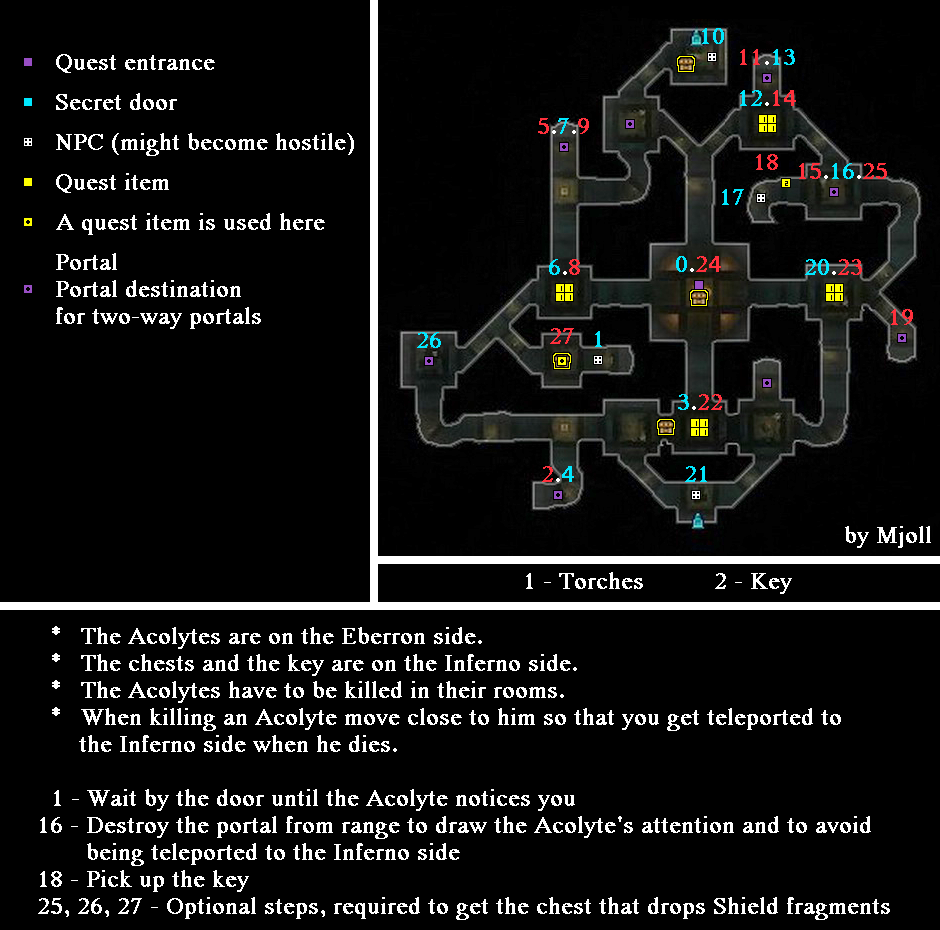 Quest entrance
Secret door
NPC (might become hostile)
Quest item
A quest item is used here
Portal
Portal destination
for two-way portals
10
11.13
12.14
5.7.9
18
15.16.25
17
6.8
0.24
20.23
26
27
1
19
3.22
2.4
21
by Mjoll
1 - Torches
2 - Key
* The Acolytes are on the Eberron side.
* The chests and the key are on the Inferno side.
* The Acolytes have to be killed in their rooms.
* When killing an Acolyte move close to him so that you get teleported to
the Inferno side when he dies.
1 - Wait by the door until the Acolyte notices you
16 - Destroy the portal from range to draw the Acolyte's attention and to avoid
being teleported to the Inferno side
18 - Pick up the key
25, 26, 27 - Optional steps, required to get the chest that drops Shield fragments